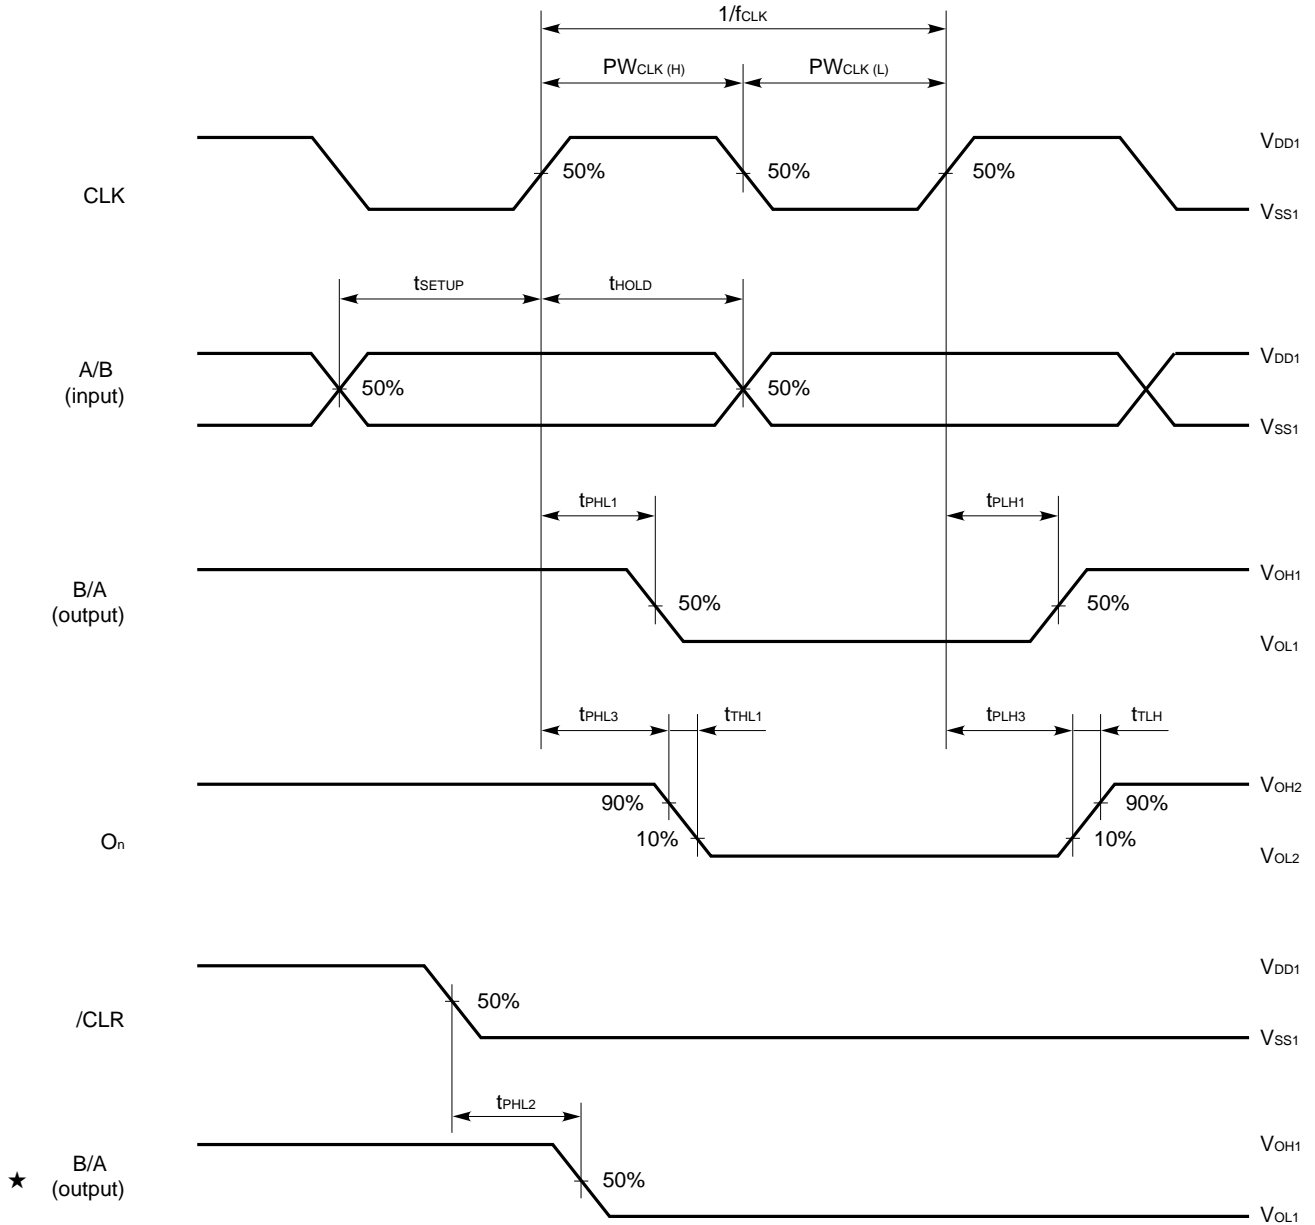 1/fCLK
PWCLK (H) PWCLK (L)
VDD1
50% 50% 50%
CLK
VSS1
tSETUP tHOLD
VDD1
A/B
(input)
50% 50%
VSS1
tPHL1 tPLH1
VOH1
B/A
(output)
50% 50%
VOL1
tPHL3 tTHL1 tPLH3 tTLH
VOH2
90% 90%
On
10% 10%
VOL2
VDD1
50%
/CLR
VSS1
tPHL2
VOH1
★ B/A
(output)
50%
VOL1